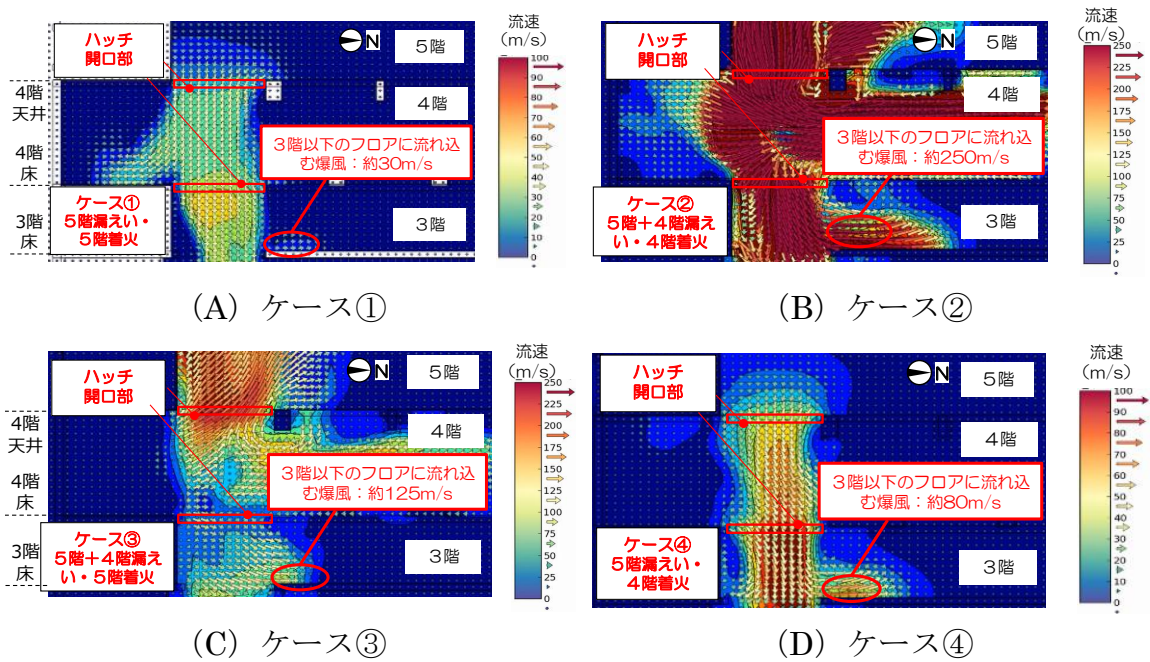 ハッチ
開口部
N
5階
4階
3階
4階
天井
4階
床
3階
床
3階以下のフロアに流れ込
む爆風：約30m/s
ケース①
5階漏えい・
5階着火
流速
(m/s)
100
90
80
70
60
50
40
30
20
15
10
5
0
(A) ケース①
ハッチ
開口部
N
5階
4階
3階
3階以下のフロアに流れ込
む爆風：約250m/s
ケース②
5階＋4階漏え
い・4階着火
流速
(m/s)
250
200
150
125
100
75
50
25
0
(B) ケース②
ハッチ
開口部
N
5階
4階
3階
4階
天井
4階
床
3階
床
3階以下のフロアに流れ込
む爆風：約125m/s
ケース③
5階＋4階漏え
い・5階着火
流速
(m/s)
250
200
150
125
100
75
50
25
0
(C) ケース③
ハッチ
開口部
N
5階
4階
3階
3階以下のフロアに流れ込
む爆風：約80m/s
ケース④
5階漏えい・
4階着火
流速
(m/s)
100
90
80
70
60
50
40
30
20
10
0
(D) ケース④